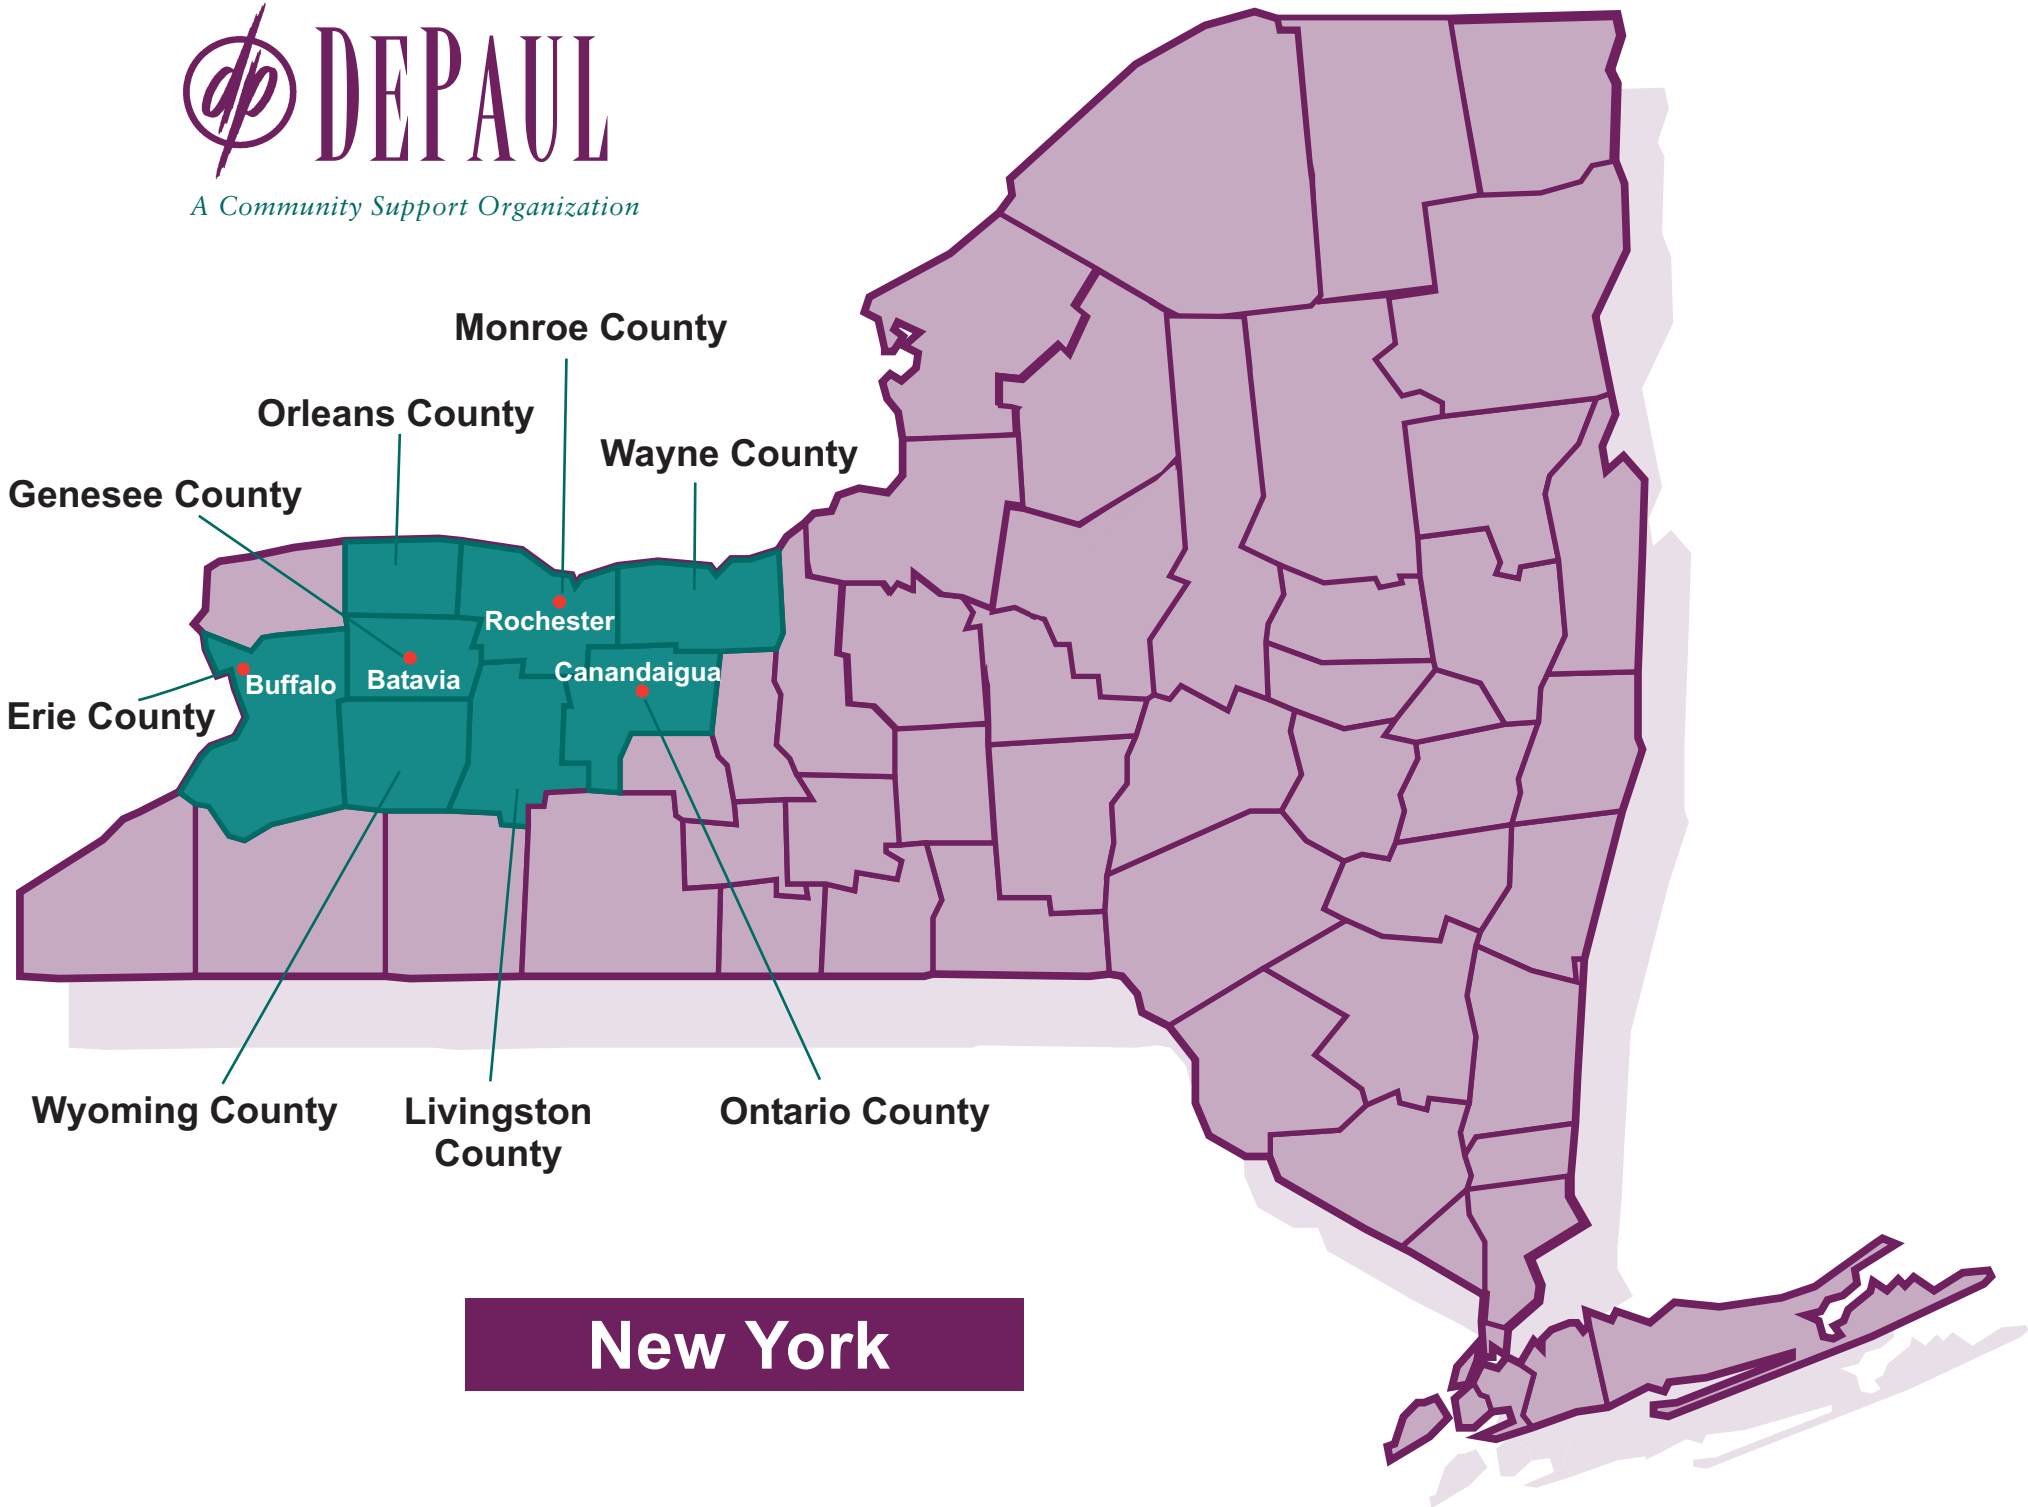 dp DEPAUL
A Community Support Organization
Monroe County
Orleans County
Wayne County
Genesee County
Rochester
Canandaigua
Batavia
Buffalo
Erie County
Wyoming County
Livingston
County
Ontario County
New York